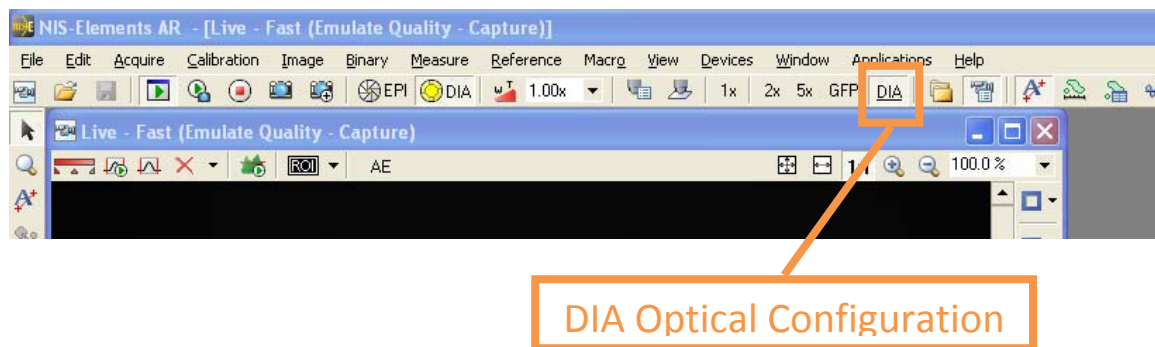 NIS-Elements AR - [Live - Fast (Emulate Quality - Capture)]
File Edit Acquire Calibration Image Binary Measure Reference Macro View Devices Window Applications Help
EPI DIA 1.00x 1x 2x 5x GFP DIA
Live - Fast (Emulate Quality - Capture)
ROI AE 100.0 %
DIA Optical Configuration